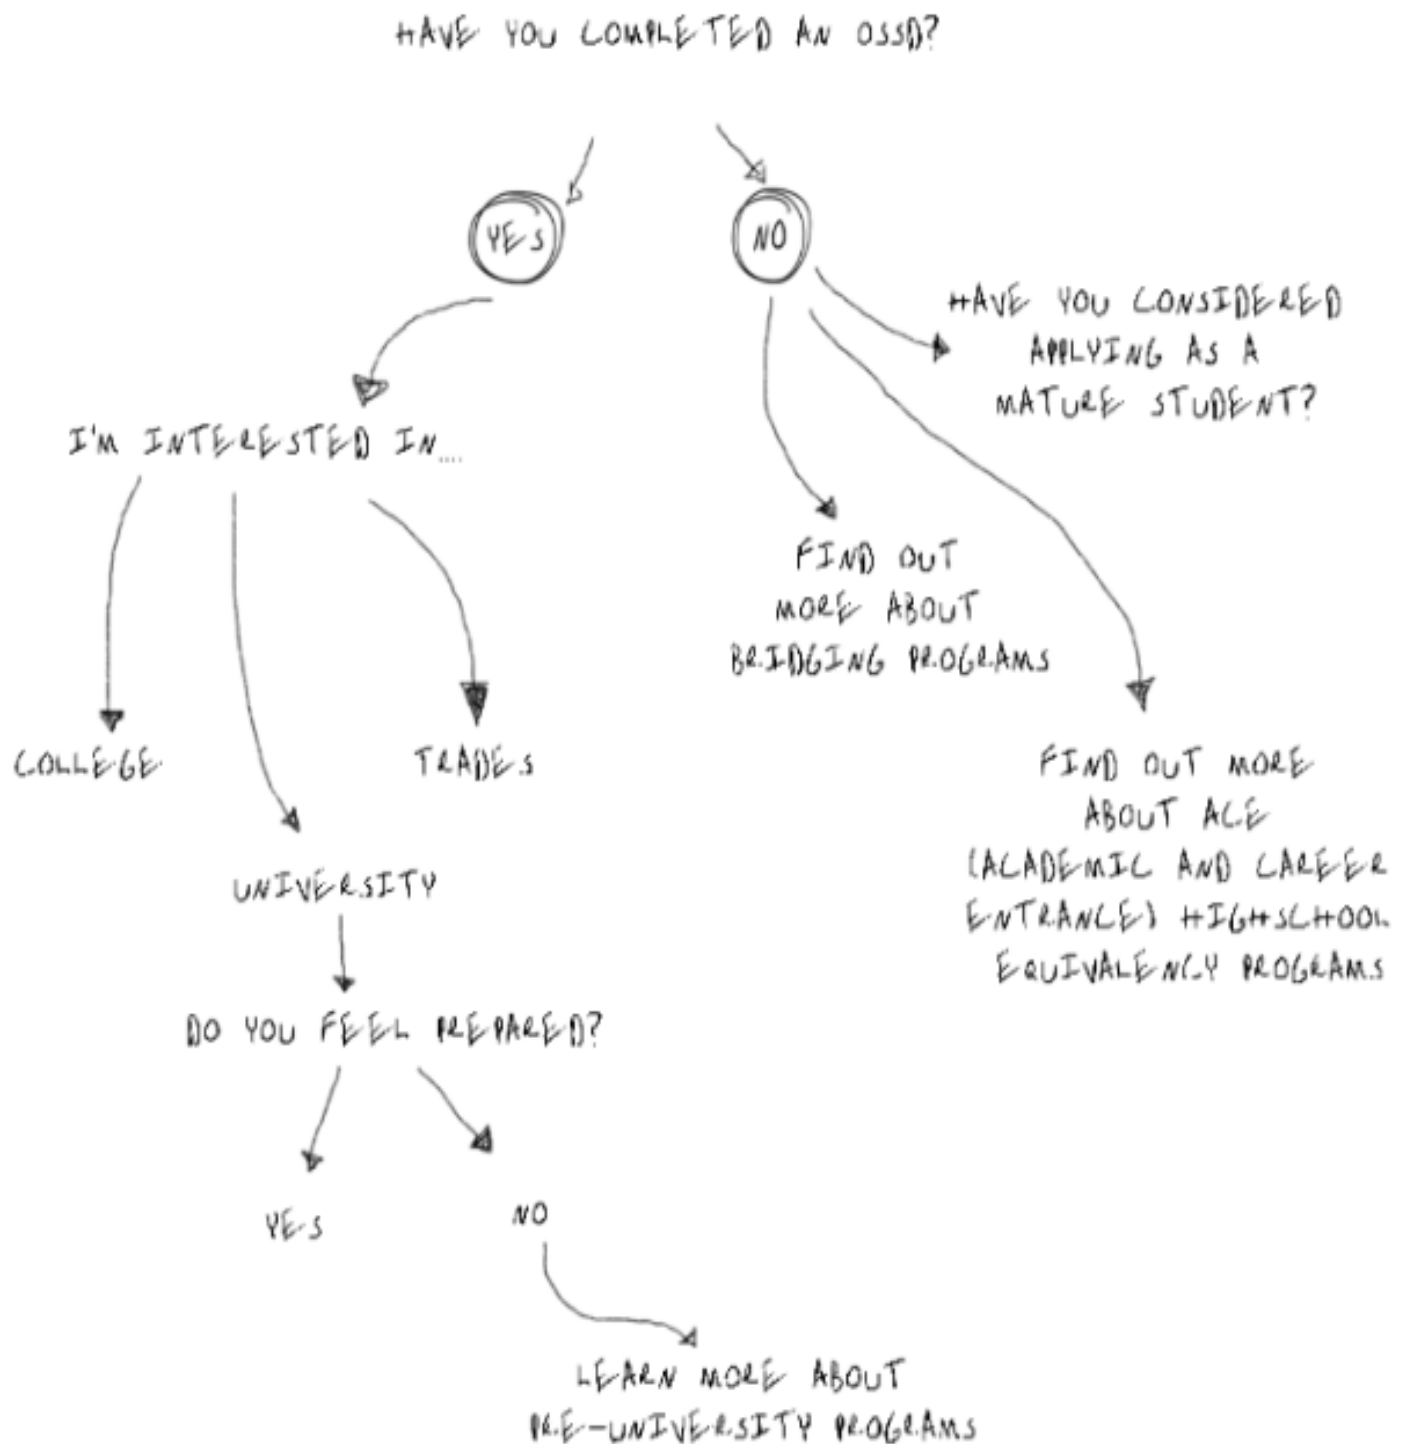 HAVE YOU COMPLETED AN OSSD?
YES
NO
HAVE YOU CONSIDERED
APPLYING AS A
MATURE STUDENT?
I'M INTERESTED IN....
FIND OUT
MORE ABOUT
BRIDGING PROGRAMS
COLLEGE
TRADES
FIND OUT MORE
ABOUT ACE
(ACADEMIC AND CAREER
ENTRANCE) HIGHSCHOOL
EQUIVALENCY PROGRAMS
UNIVERSITY
DO YOU FEEL PREPARED?
YES
NO
LEARN MORE ABOUT
PRE-UNIVERSITY PROGRAMS